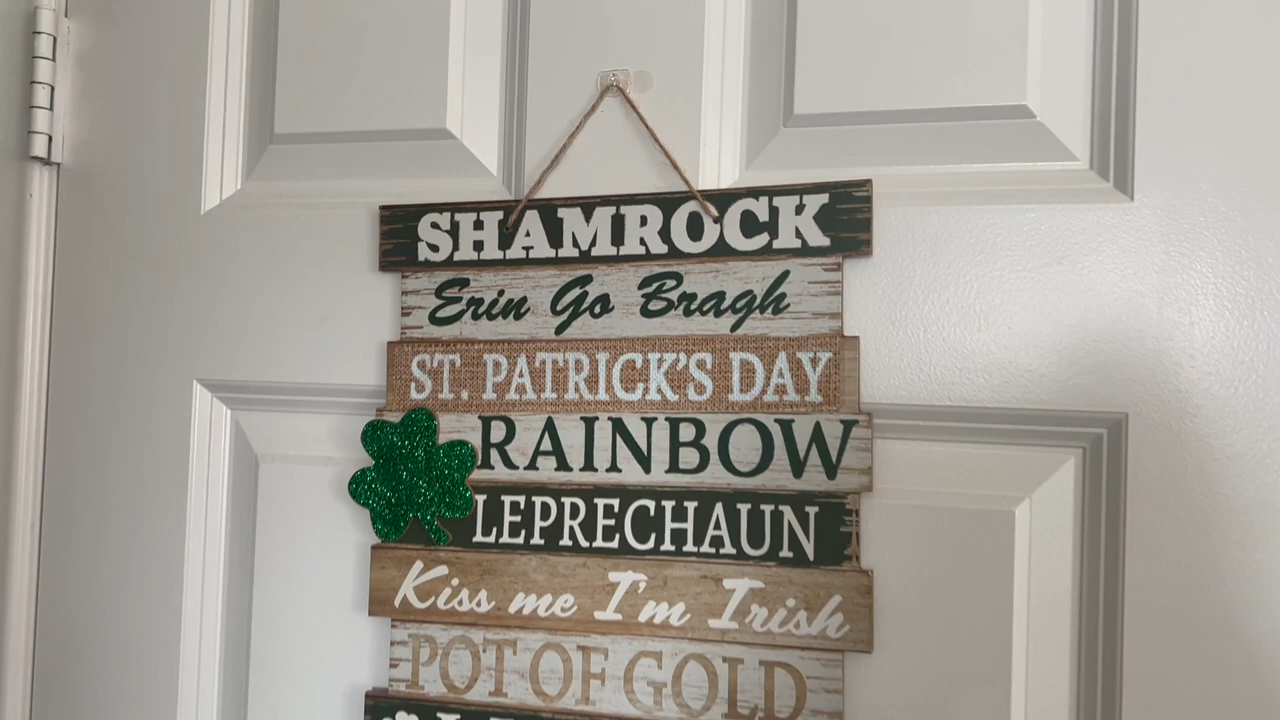 SHAMROCK
Erin Go Bragh
ST. PATRICK'S DAY
RAINBOW
LEPRECHAUN
Kiss me I'm Irish
POT OF GOLD